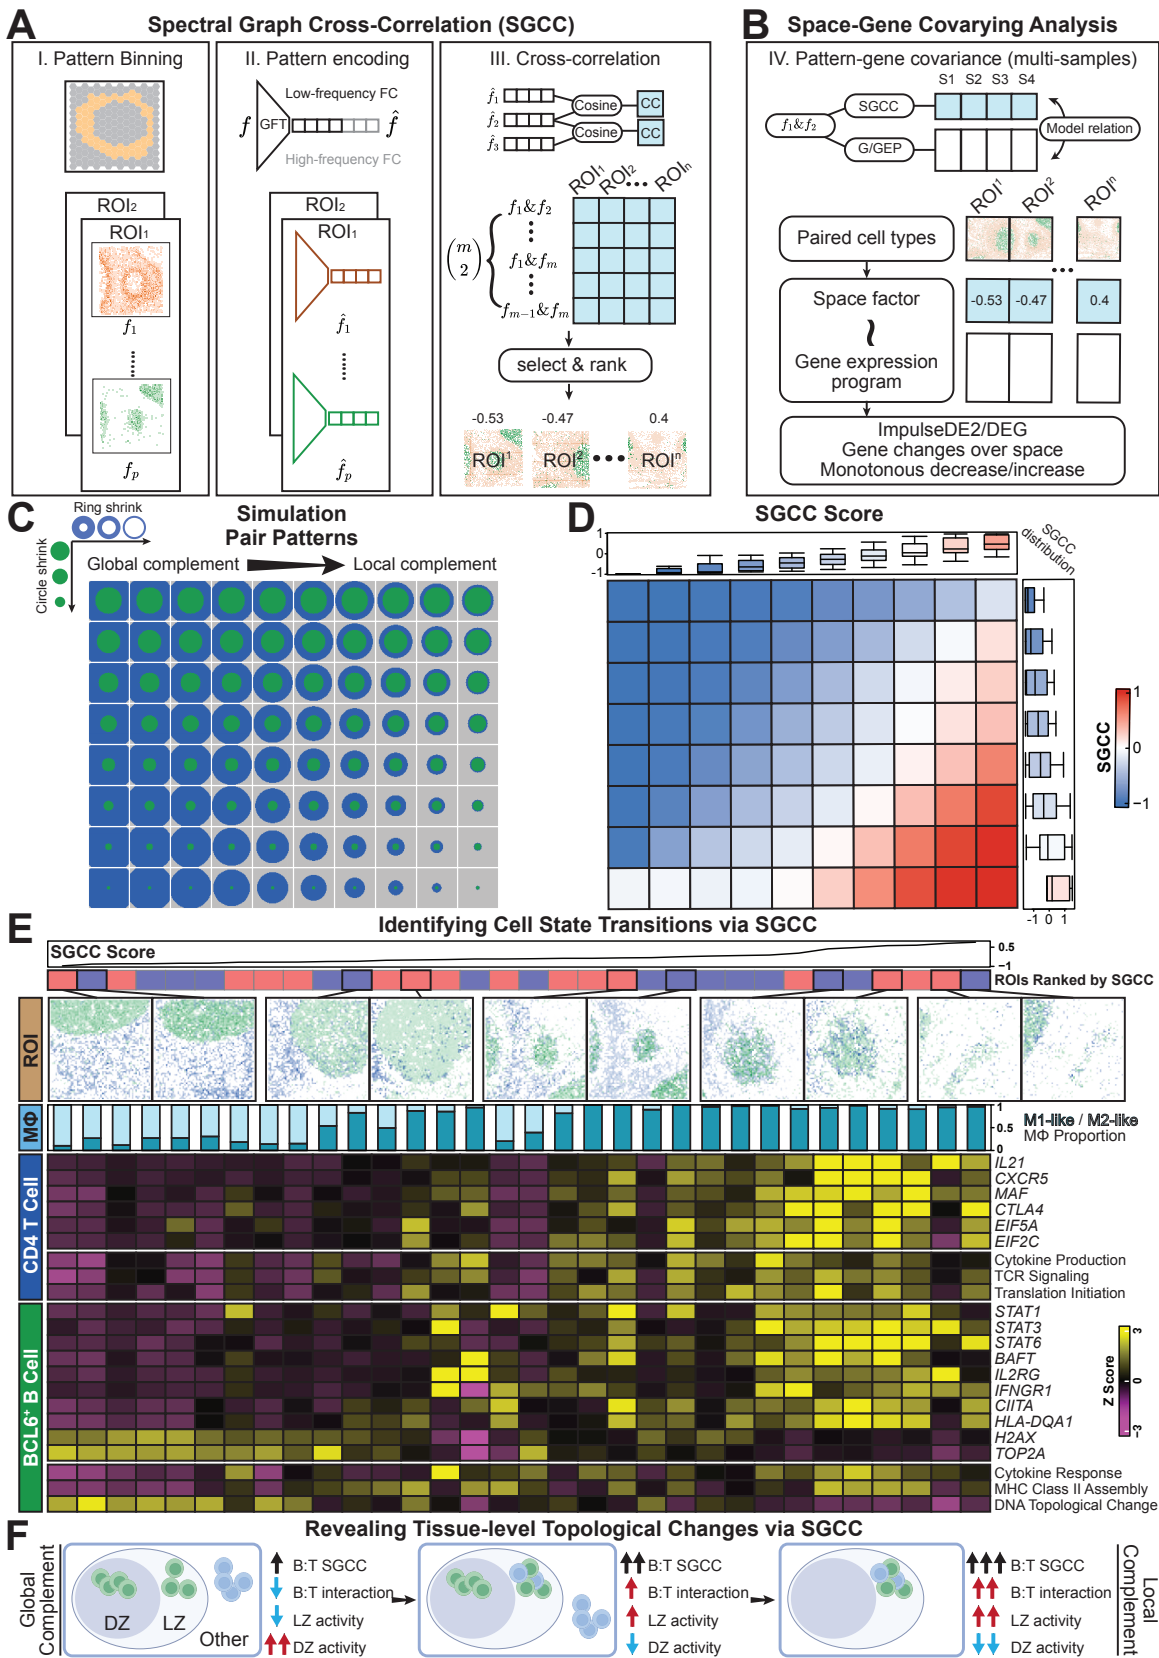 A Spectral Graph Cross-Correlation (SGCC)
I. Pattern Binning
ROI2
ROI1
f1
fp
II. Pattern encoding
Low-frequency FC
f GFT f̂
High-frequency FC
ROI2
ROI1
f̂1
f̂p
III. Cross-correlation
f̂1
f̂2
f̂3
Cosine CC
Cosine CC
ROI1 ROI2 ROIn
(m 2)
f1&f2
f1&fm
fm−1&fm
select & rank
-0.53 -0.47 0.4
ROI1 ROI2 ROIn
B Space-Gene Covarying Analysis
IV. Pattern-gene covariance (multi-samples)
S1 S2 S3 S4
f1&f2
SGCC
G/GEP
Model relation
ROI1 ROI2 ROIn
Paired cell types
Space factor
-0.53 -0.47 0.4
Gene expression
program
ImpulseDE2/DEG
Gene changes over space
Monotonous decrease/increase
C Simulation
Pair Patterns
Ring shrink
Circle shrink
Global complement Local complement
D SGCC Score
SGCC
distribution
1
0
-1
-1 0 1
SGCC
1
0
-1
E Identifying Cell State Transitions via SGCC
SGCC Score
0.5
-1
ROIs Ranked by SGCC
ROI
MΦ
1
0.5
0
M1-like / M2-like
MΦ Proportion
CD4 T Cell
IL21
CXCR5
MAF
CTLA4
EIF5A
EIF2C
Cytokine Production
TCR Signaling
Translation Initiation
BCL6+ B Cell
STAT1
STAT3
STAT6
BAFT
IL2RG
IFNGR1
CIITA
HLA-DQA1
H2AX
TOP2A
Cytokine Response
MHC Class II Assembly
DNA Topological Change
Z Score
3
0
-3
F Revealing Tissue-level Topological Changes via SGCC
Global
Complement
DZ LZ
Other
B:T SGCC
B:T interaction
LZ activity
DZ activity
B:T SGCC
B:T interaction
LZ activity
DZ activity
B:T SGCC
B:T interaction
LZ activity
DZ activity
Local
Complement